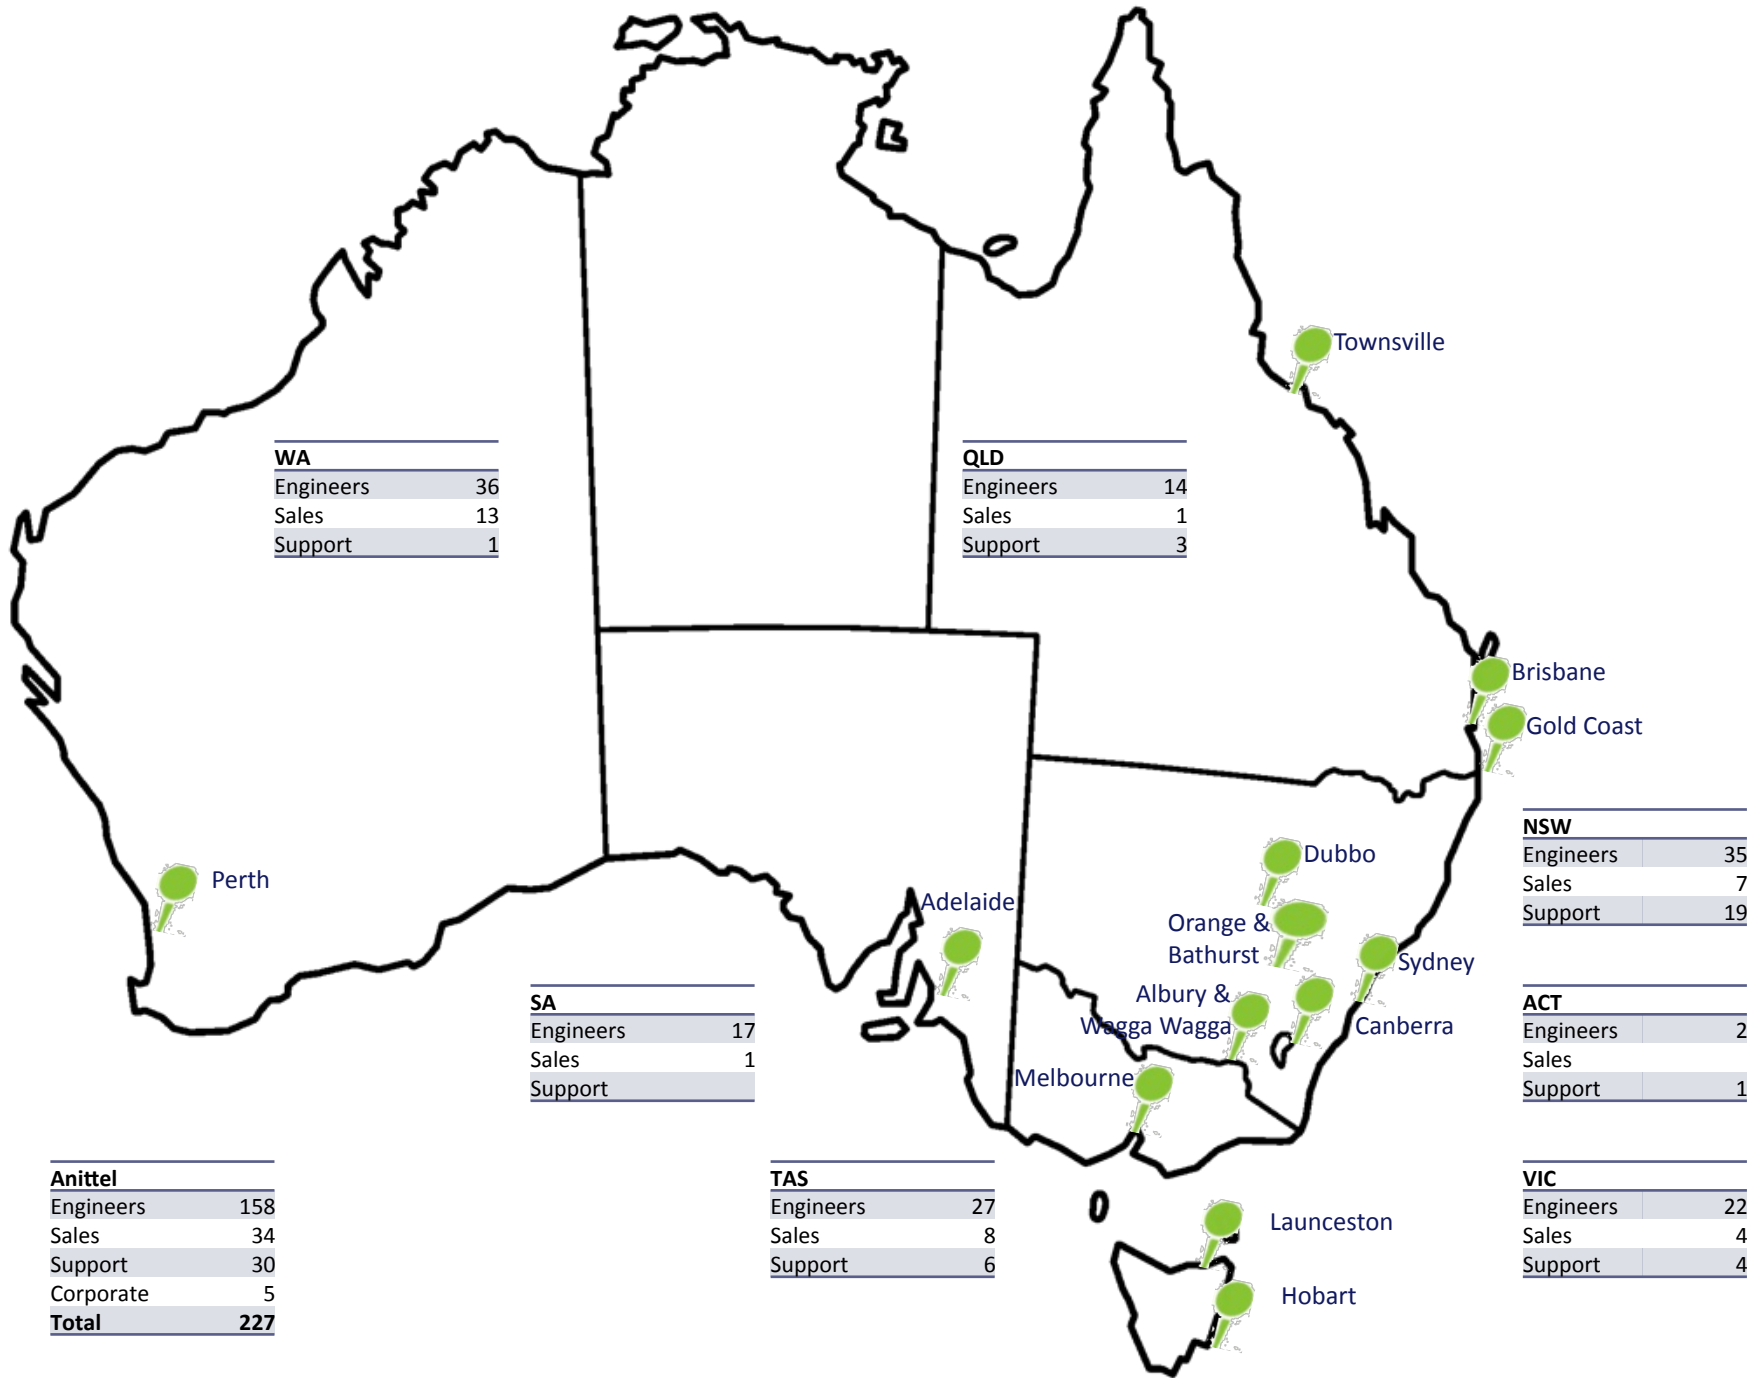 Townsville
WA
Engineers 36
Sales 13
Support 1
QLD
Engineers 14
Sales 1
Support 3
Brisbane
Gold Coast
NSW
Engineers 35
Sales 7
Support 19
Dubbo
Perth
Adelaide
Orange &
Bathurst
Sydney
Albury &
Wagga Wagga
Canberra
SA
Engineers 17
Sales 1
Support
ACT
Engineers 2
Sales
Support 1
Melbourne
Anittel
Engineers 158
Sales 34
Support 30
Corporate 5
Total 227
TAS
Engineers 27
Sales 8
Support 6
Launceston
Hobart
VIC
Engineers 22
Sales 4
Support 4